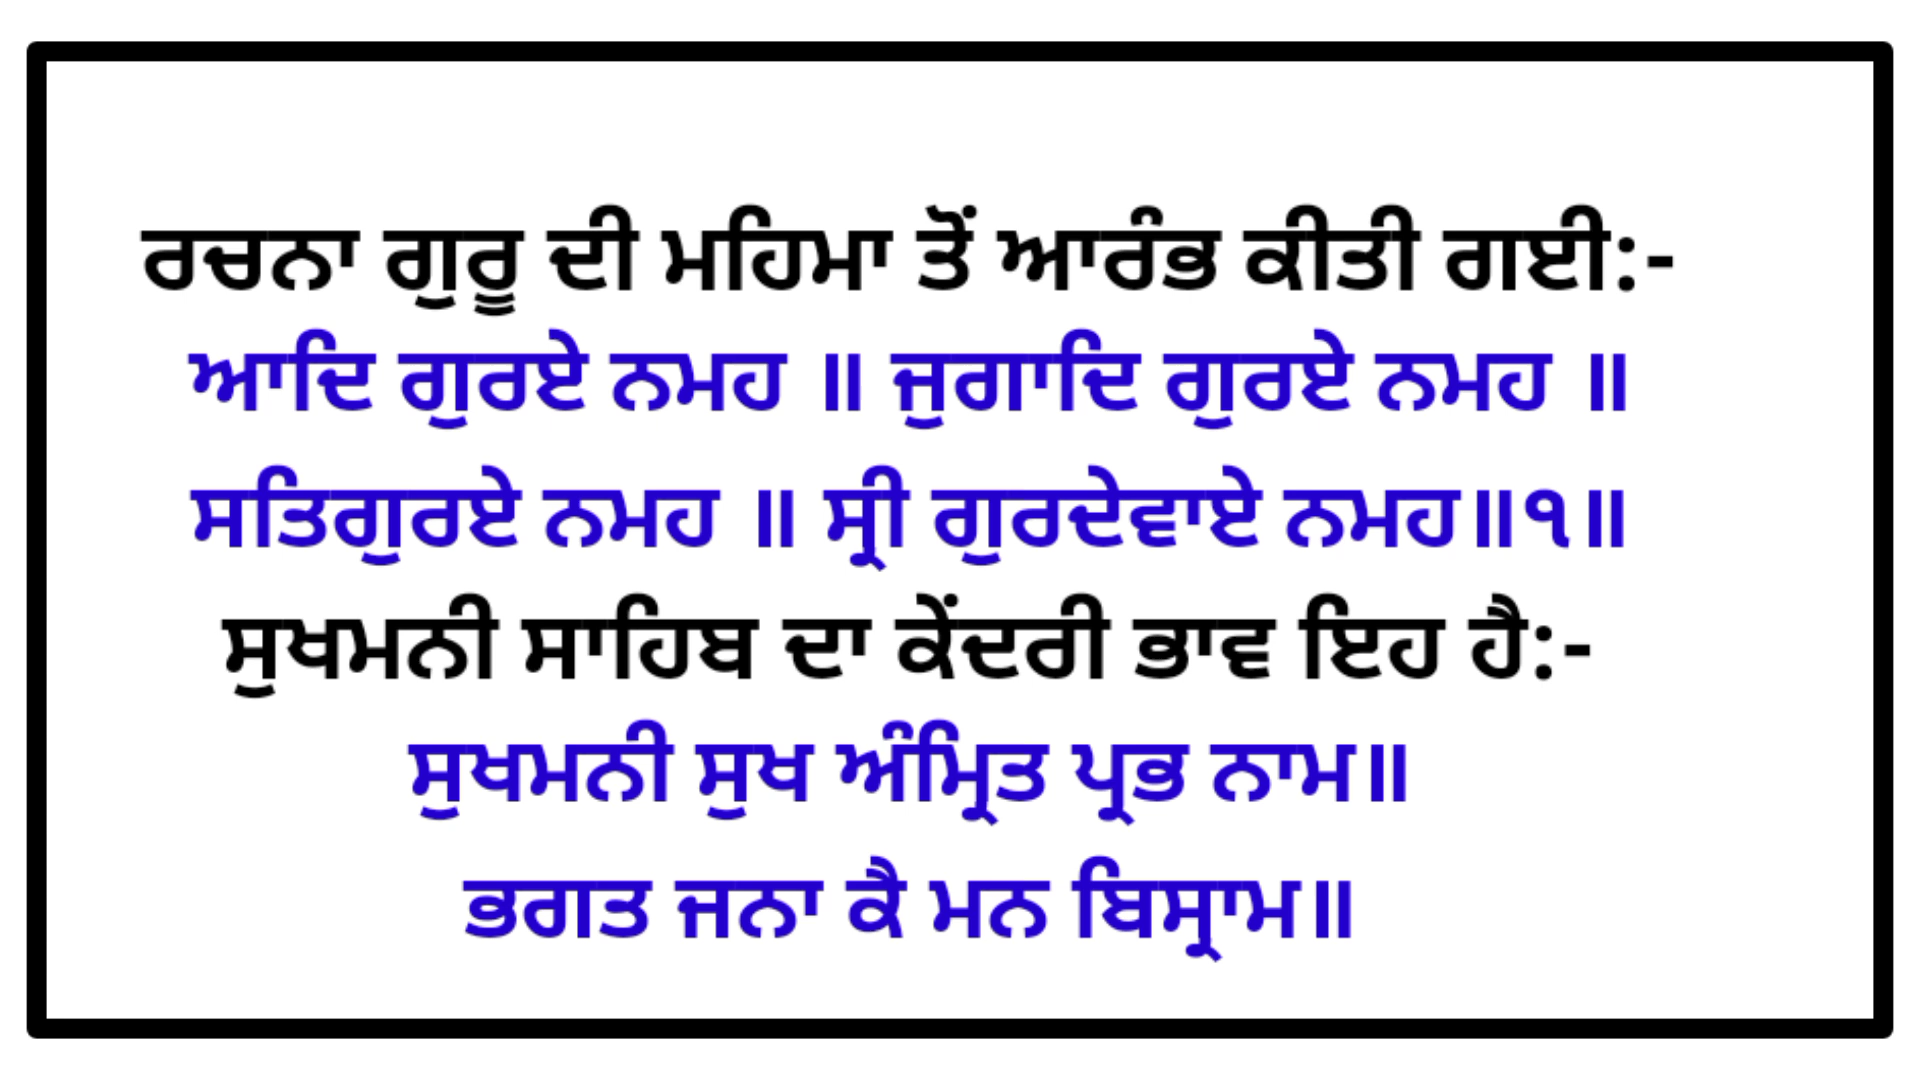 ਰਚਨਾ ਗੁਰੂ ਦੀ ਮਹਿਮਾ ਤੋਂ ਆਰੰਭ ਕੀਤੀ ਗਈ:-
ਆਦਿ ਗੁਰਏ ਨਮਹ ॥ ਜੁਗਾਦਿ ਗੁਰਏ ਨਮਹ ॥
ਸਤਿਗੁਰਏ ਨਮਹ ॥ ਸ੍ਰੀ ਗੁਰਦੇਵਾਏ ਨਮਹ॥੧॥
ਸੁਖਮਨੀ ਸਾਹਿਬ ਦਾ ਕੇਂਦਰੀ ਭਾਵ ਇਹ ਹੈ:-
ਸੁਖਮਨੀ ਸੁਖ ਅੰਮ੍ਰਿਤ ਪ੍ਰਭ ਨਾਮ॥
ਭਗਤ ਜਨਾ ਕੈ ਮਨ ਬਿਸ੍ਰਾਮ॥